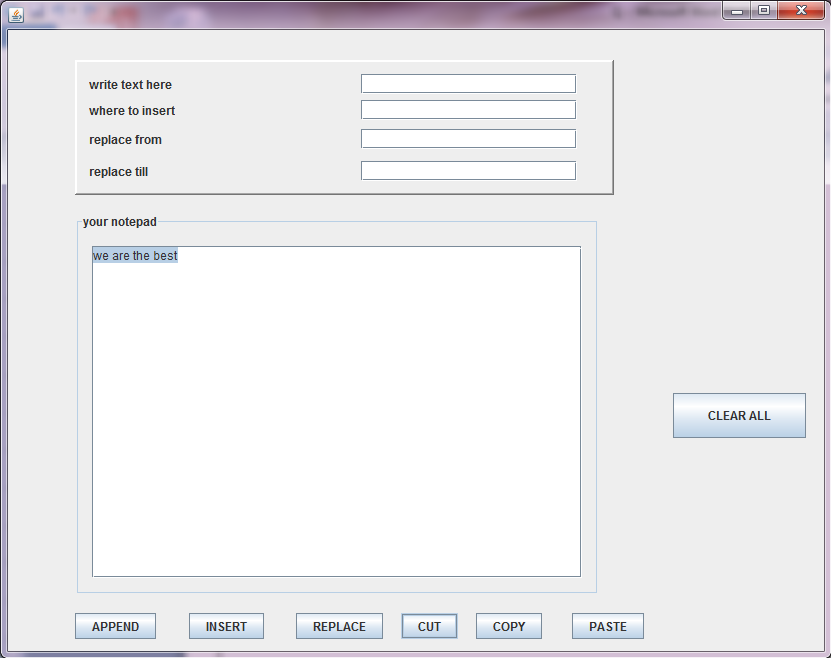 write text here
where to insert
replace from
replace till
your notepad
we are the best
CLEAR ALL
APPEND INSERT REPLACE CUT COPY PASTE